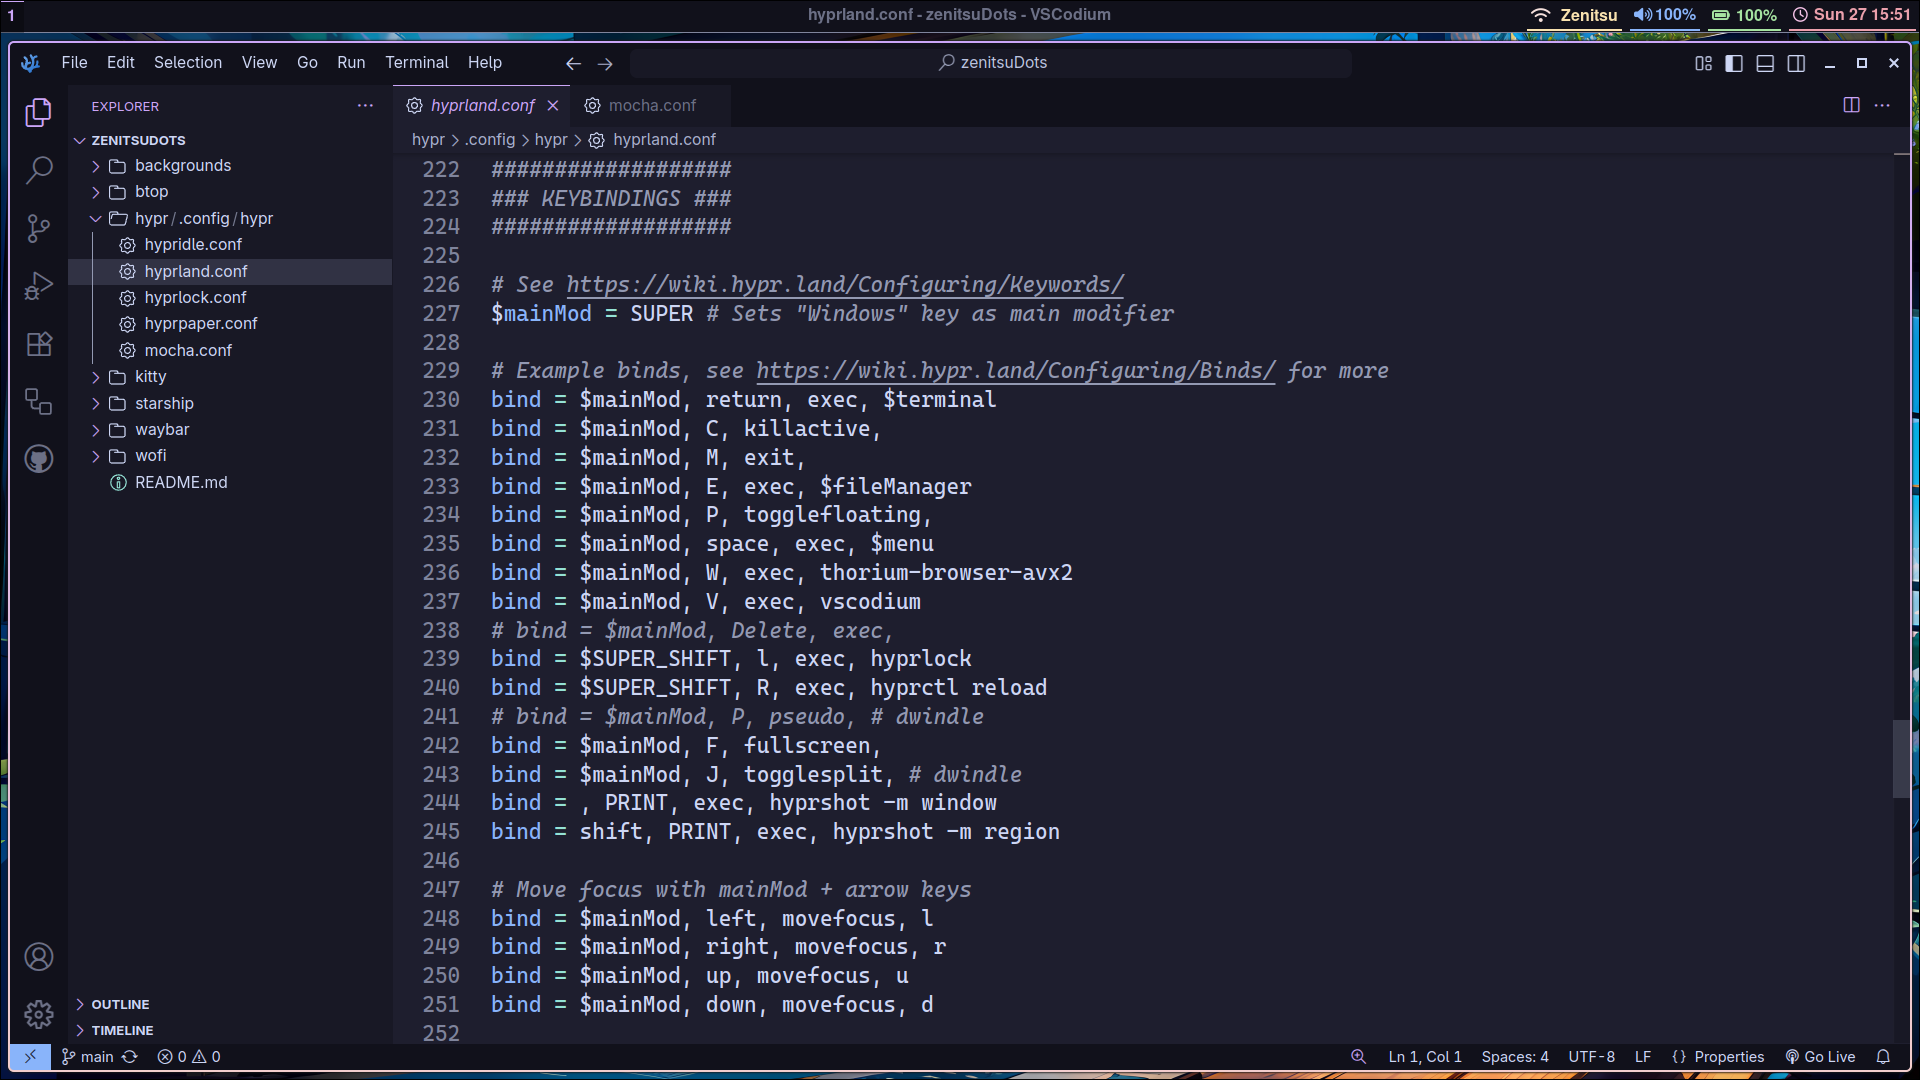 1
hyprland.conf - zenitsuDots - VSCodium
Zenitsu 100% 100% Sun 27 15:51
File Edit Selection View Go Run Terminal Help
zenitsuDots
EXPLORER
ZENITSUDOTS
backgrounds
btop
hypr / .config / hypr
hypridle.conf
hyprland.conf
hyprlock.conf
hyprpaper.conf
mocha.conf
kitty
starship
waybar
wofi
README.md
OUTLINE
TIMELINE
hyprland.conf mocha.conf
hypr > .config > hypr > hyprland.conf
222 ###################
223 ### KEYBINDINGS ###
224 ###################
225
226 # See https://wiki.hypr.land/Configuring/Keywords/
227 $mainMod = SUPER # Sets "Windows" key as main modifier
228
229 # Example binds, see https://wiki.hypr.land/Configuring/Binds/ for more
230 bind = $mainMod, return, exec, $terminal
231 bind = $mainMod, C, killactive,
232 bind = $mainMod, M, exit,
233 bind = $mainMod, E, exec, $fileManager
234 bind = $mainMod, P, togglefloating,
235 bind = $mainMod, space, exec, $menu
236 bind = $mainMod, W, exec, thorium-browser-avx2
237 bind = $mainMod, V, exec, vscodium
238 # bind = $mainMod, Delete, exec,
239 bind = $SUPER_SHIFT, l, exec, hyprlock
240 bind = $SUPER_SHIFT, R, exec, hyprctl reload
241 # bind = $mainMod, P, pseudo, # dwindle
242 bind = $mainMod, F, fullscreen,
243 bind = $mainMod, J, togglesplit, # dwindle
244 bind = , PRINT, exec, hyprshot -m window
245 bind = shift, PRINT, exec, hyprshot -m region
246
247 # Move focus with mainMod + arrow keys
248 bind = $mainMod, left, movefocus, l
249 bind = $mainMod, right, movefocus, r
250 bind = $mainMod, up, movefocus, u
251 bind = $mainMod, down, movefocus, d
252
main 0 0
Ln 1, Col 1 Spaces: 4 UTF-8 LF {} Properties Go Live